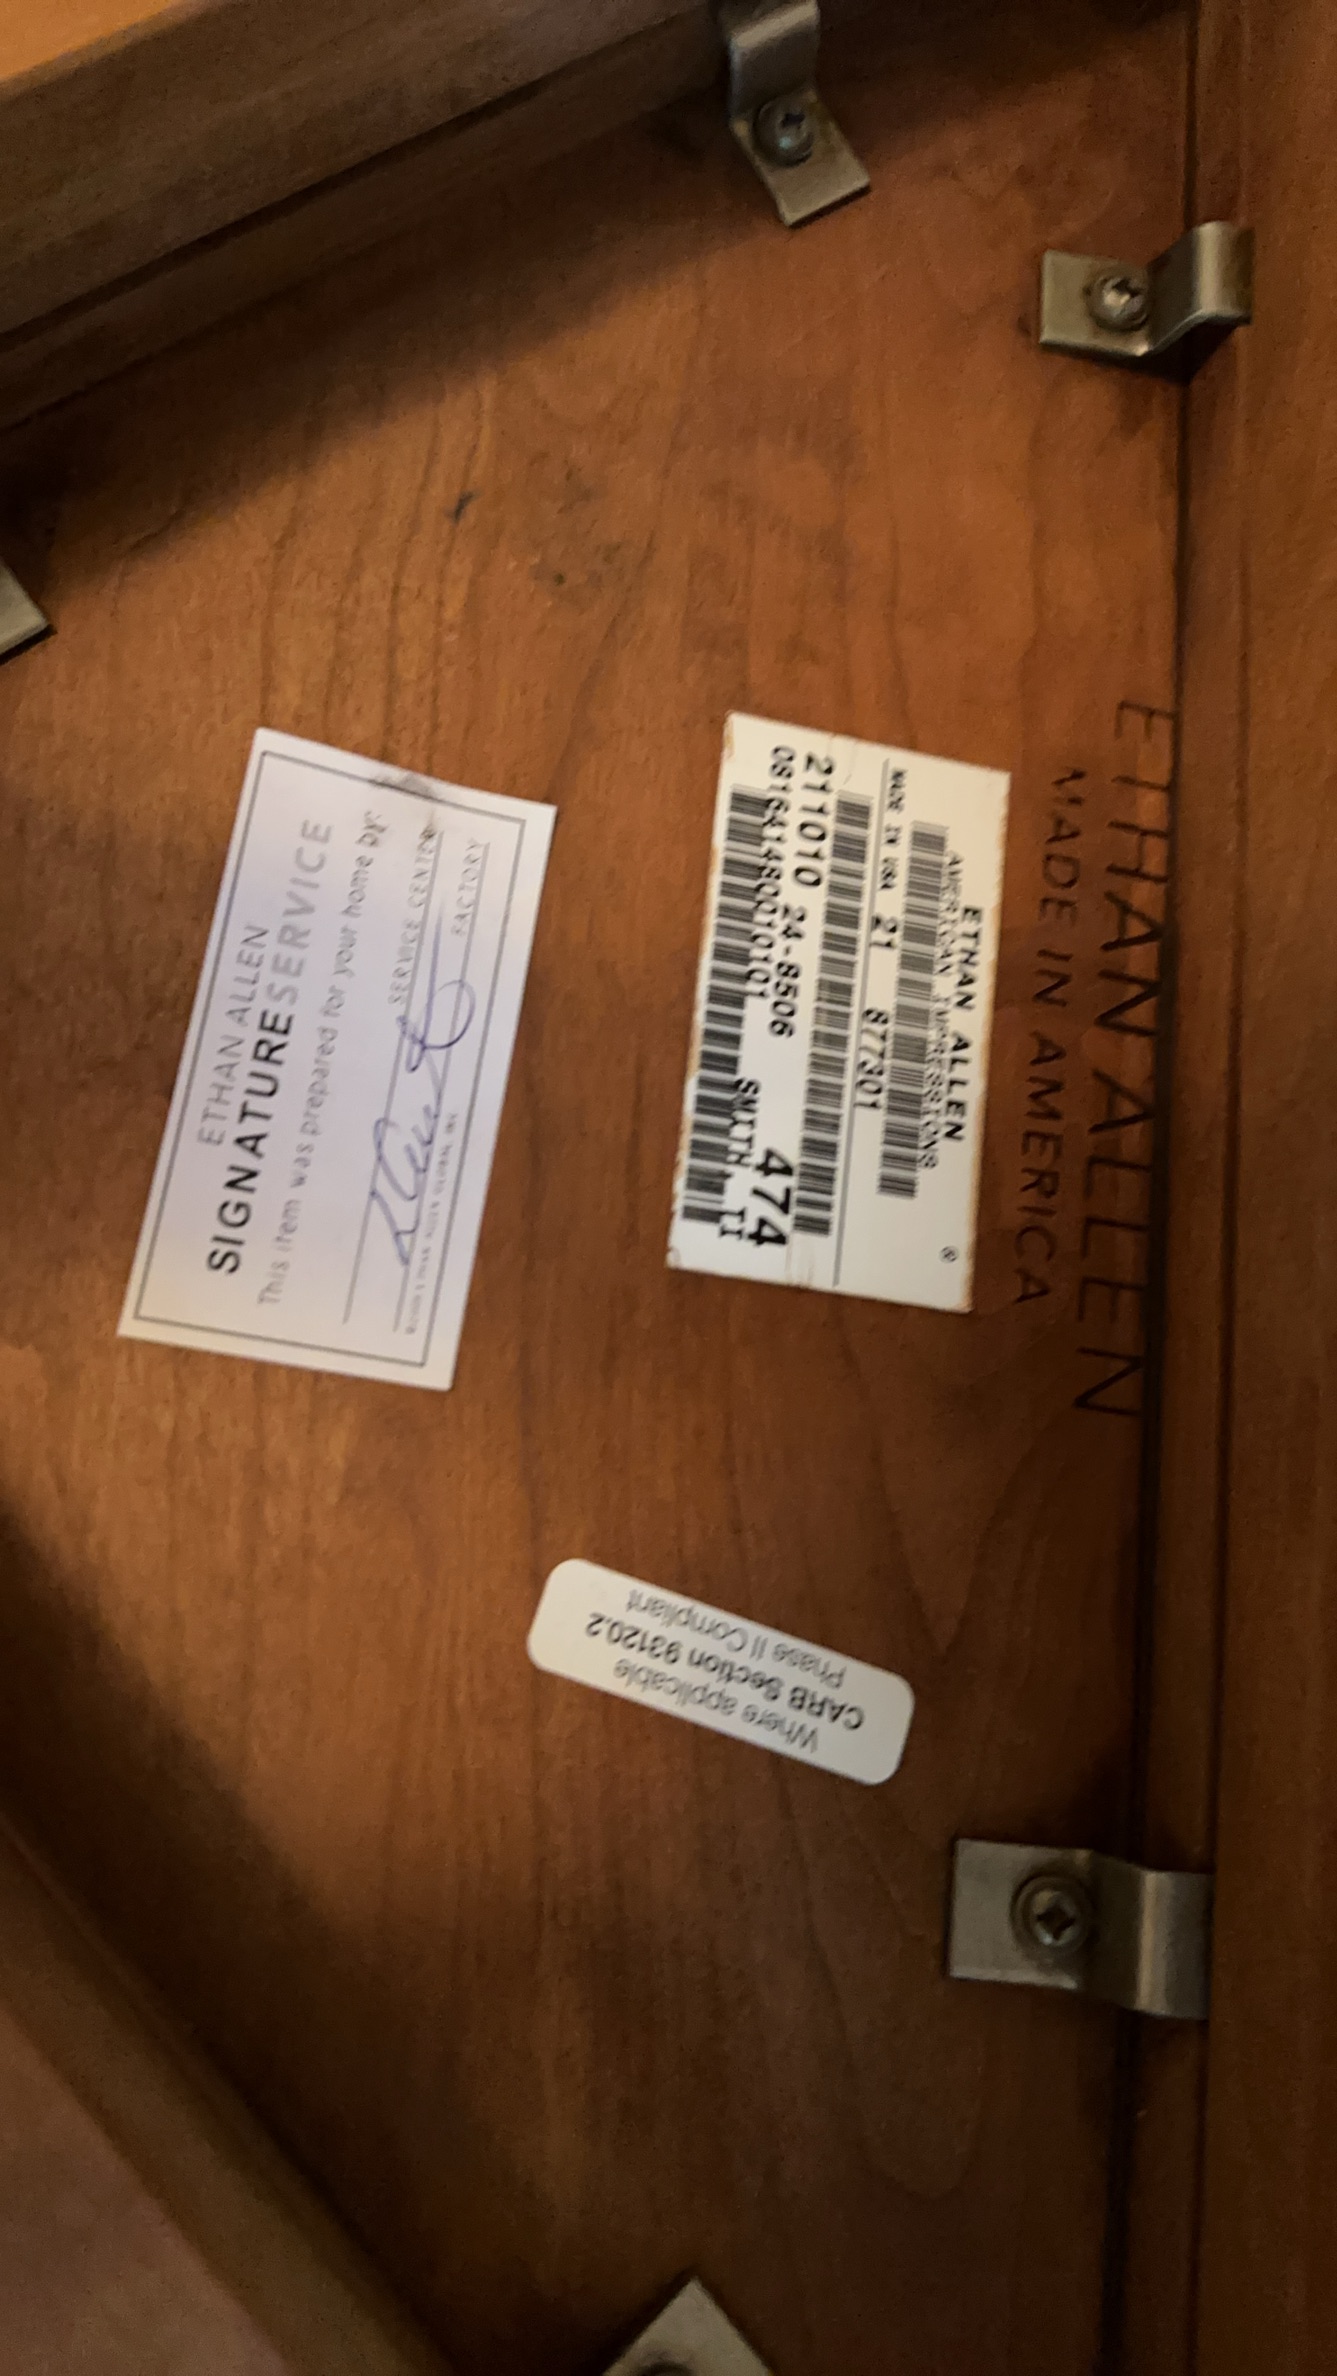 ETHAN ALLEN
MADE IN AMERICA
ETHAN ALLEN
AMERICAN IMPRESSIONS
®
MADE IN USA 21 877301
211010 24-8506 474
SMITH, TI
ETHAN ALLEN
SIGNATURESERVICE
This item was prepared for your home by:
SERVICE CENTER
FACTORY
Where applicable
CARB Section 93120.2
Phase II Compliant